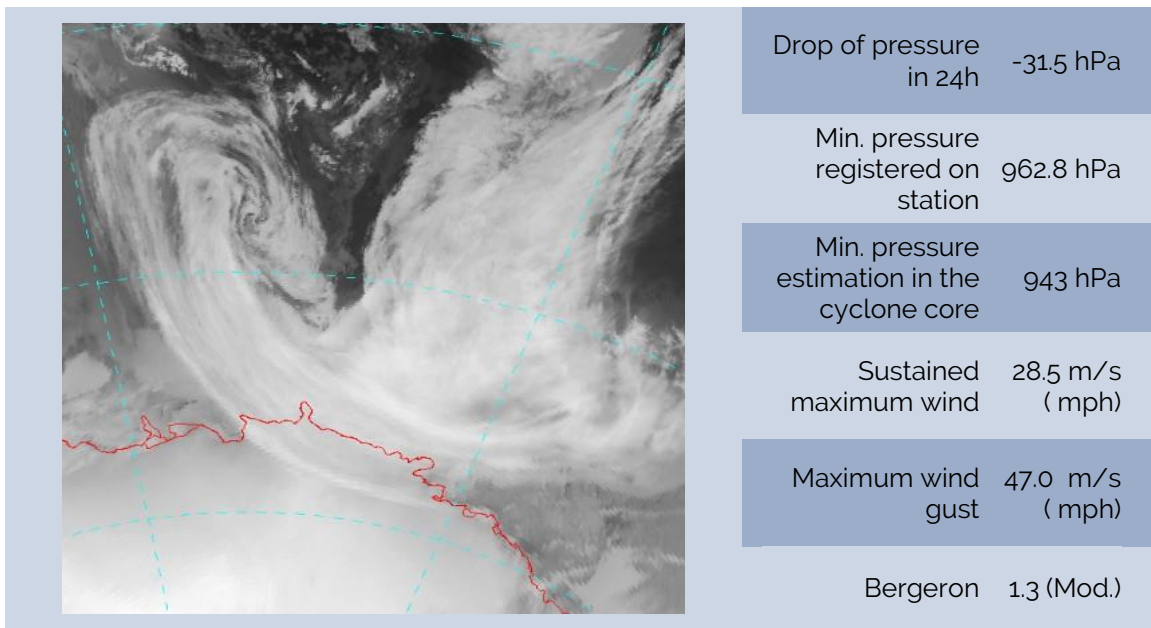 Drop of pressure
in 24h
-31.5 hPa
Min. pressure
registered on
station
962.8 hPa
Min. pressure
estimation in the
cyclone core
943 hPa
Sustained
maximum wind
28.5 m/s
( mph)
Maximum wind
gust
47.0 m/s
( mph)
Bergeron
1.3 (Mod.)